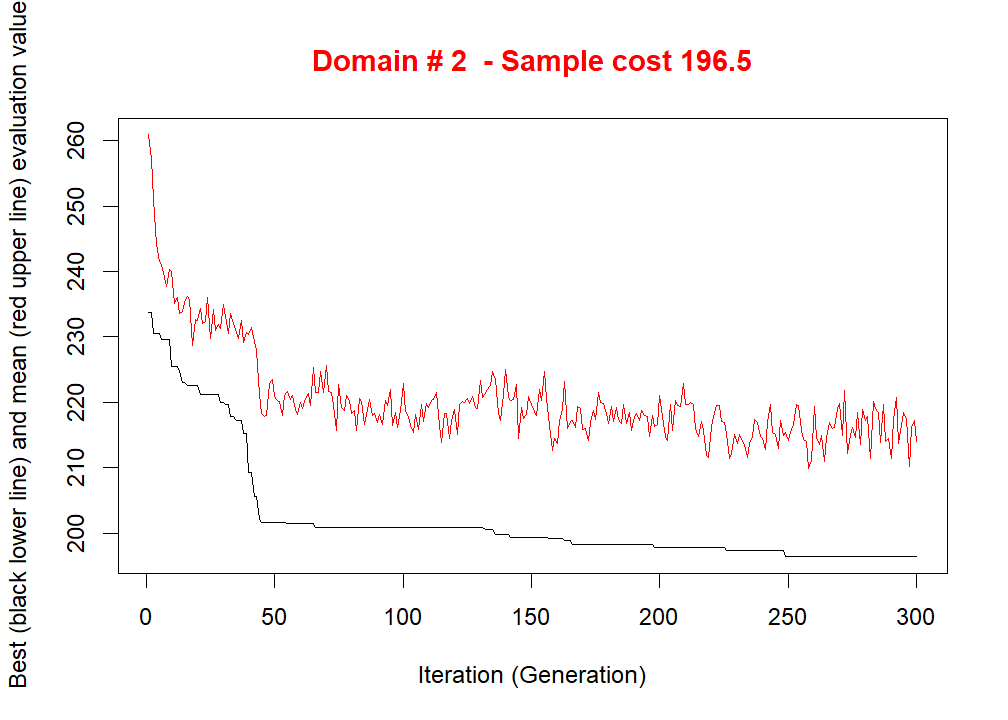 Domain # 2  - Sample cost 196.5
Best (black lower line) and mean (red upper line) evaluation value
260
250
240
230
220
210
200
0 50 100 150 200 250 300
Iteration (Generation)